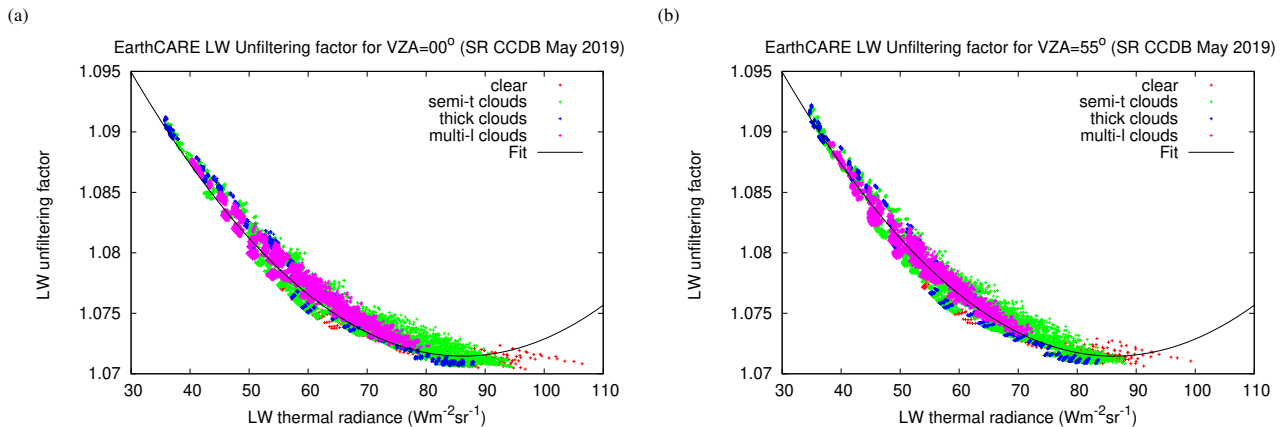 (a)
EarthCARE LW Unfiltering factor for VZA=00° (SR CCDB May 2019)
LW unfiltering factor
1.095
1.09
1.085
1.08
1.075
1.07
clear
semi-t clouds
thick clouds
multi-l clouds
Fit
30 40 50 60 70 80 90 100 110
LW thermal radiance (Wm⁻²sr⁻¹)
(b)
EarthCARE LW Unfiltering factor for VZA=55° (SR CCDB May 2019)
LW unfiltering factor
1.095
1.09
1.085
1.08
1.075
1.07
clear
semi-t clouds
thick clouds
multi-l clouds
Fit
30 40 50 60 70 80 90 100 110
LW thermal radiance (Wm⁻²sr⁻¹)